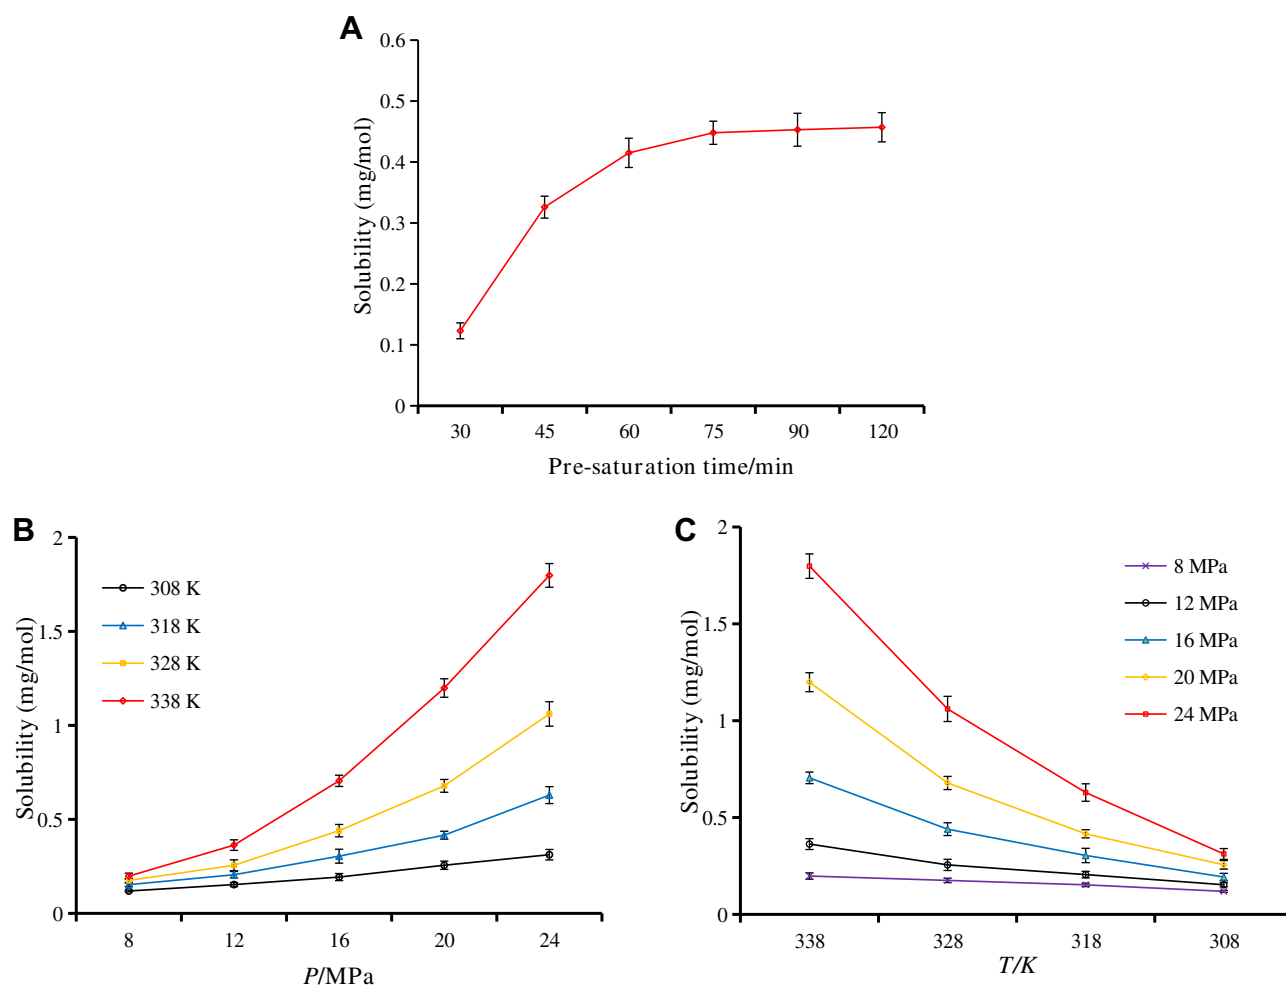 A
0.6
0.5
0.4
0.3
0.2
0.1
0
Solubility (mg/mol)
30 45 60 75 90 120
Pre-saturation time/min
B
2
1.5
1
0.5
0
Solubility (mg/mol)
308 K
318 K
328 K
338 K
8 12 16 20 24
P/MPa
C
2
1.5
1
0.5
0
Solubility (mg/mol)
8 MPa
12 MPa
16 MPa
20 MPa
24 MPa
338 328 318 308
T/K